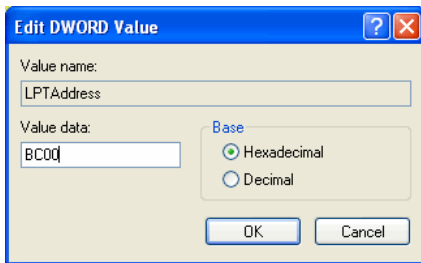 Edit DWORD Value
?
Value name:
LPTAddress
Value data:
BC00
Base
Hexadecimal
Decimal
OK
Cancel